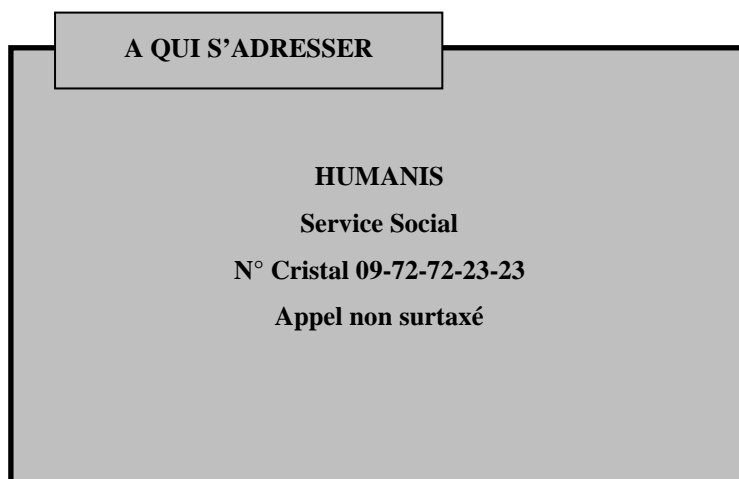 A QUI S’ADRESSER
HUMANIS
Service Social
N° Cristal 09-72-72-23-23
Appel non surtaxé